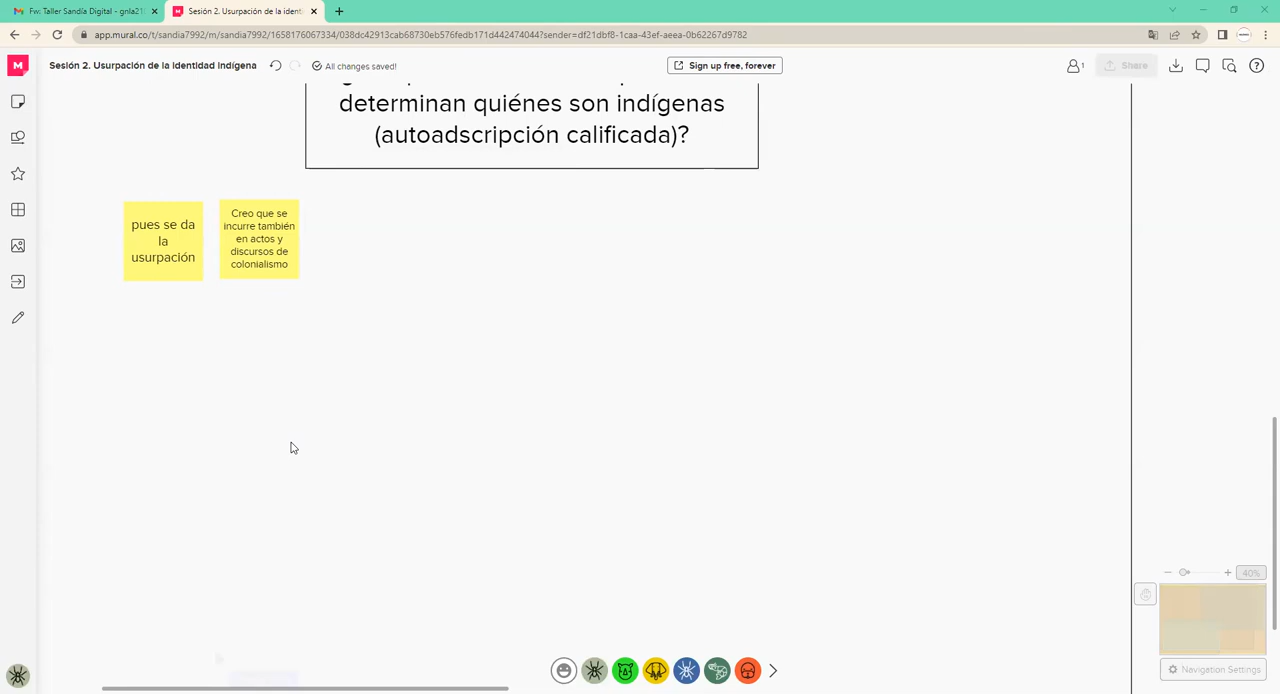 Fw: Taller Sandía Digital - gnla21
Sesión 2. Usurpación de la identi
app.mural.co/t/sandia7992/m/sandia7992/1658176067334/038dc42913cab68730eb576fedb171d442474044?sender=df21dbf8-1caa-43ef-aeea-0b62267d9782
Sesión 2. Usurpación de la identidad indígena
All changes saved!
Sign up free, forever
1
Share
determinan quiénes son indígenas
(autoadscripción calificada)?
pues se da
la
usurpación
Creo que se
incurre también
en actos y
discursos de
colonialismo
40%
Navigation Settings